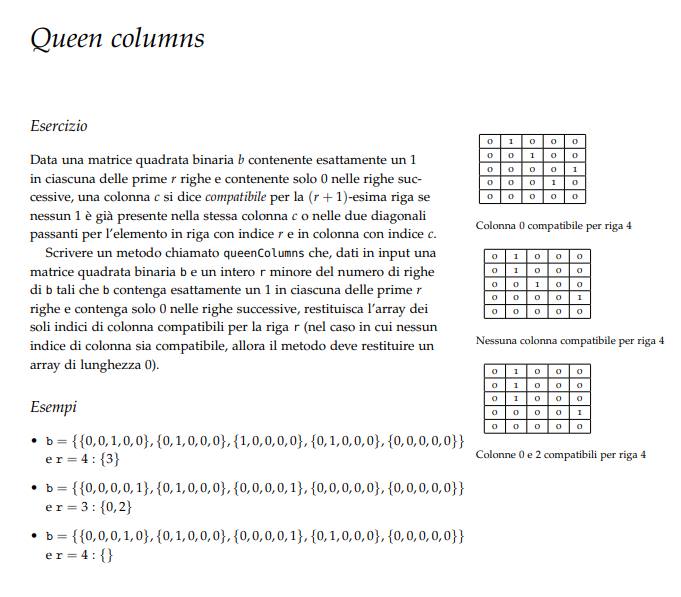 Queen columns
Esercizio
Data una matrice quadrata binaria b contenente esattamente un 1
in ciascuna delle prime r righe e contenente solo 0 nelle righe suc-
cessive, una colonna c si dice compatibile per la (r + 1)-esima riga se
nessun 1 è già presente nella stessa colonna c o nelle due diagonali
passanti per l'elemento in riga con indice r e in colonna con indice c.
Scrivere un metodo chiamato queenColumns che, dati in input una
matrice quadrata binaria b e un intero r minore del numero di righe
di b tali che b contenga esattamente un 1 in ciascuna delle prime r
righe e contenga solo 0 nelle righe successive, restituisca l'array dei
soli indici di colonna compatibili per la riga r (nel caso in cui nessun
indice di colonna sia compatibile, allora il metodo deve restituire un
array di lunghezza 0).
Esempi
• b = {{0,0,1,0,0},{0,1,0,0,0},{1,0,0,0,0},{0,1,0,0,0},{0,0,0,0,0}}
e r = 4 : {3}
• b = {{0,0,0,0,1},{0,1,0,0,0},{0,0,0,0,1},{0,0,0,0,0},{0,0,0,0,0}}
e r = 3 : {0,2}
• b = {{0,0,0,1,0},{0,1,0,0,0},{0,0,0,0,1},{0,1,0,0,0},{0,0,0,0,0}}
e r = 4 : {}
0 1 0 0 0
0 0 1 0 0
0 0 0 0 1
0 0 0 1 0
0 0 0 0 0
Colonna 0 compatibile per riga 4
0 1 0 0 0
0 1 0 0 0
0 0 1 0 0
0 0 0 0 1
0 0 0 0 0
Nessuna colonna compatibile per riga 4
0 1 0 0 0
0 1 0 0 0
0 1 0 0 0
0 0 0 0 1
0 0 0 0 0
Colonne 0 e 2 compatibili per riga 4